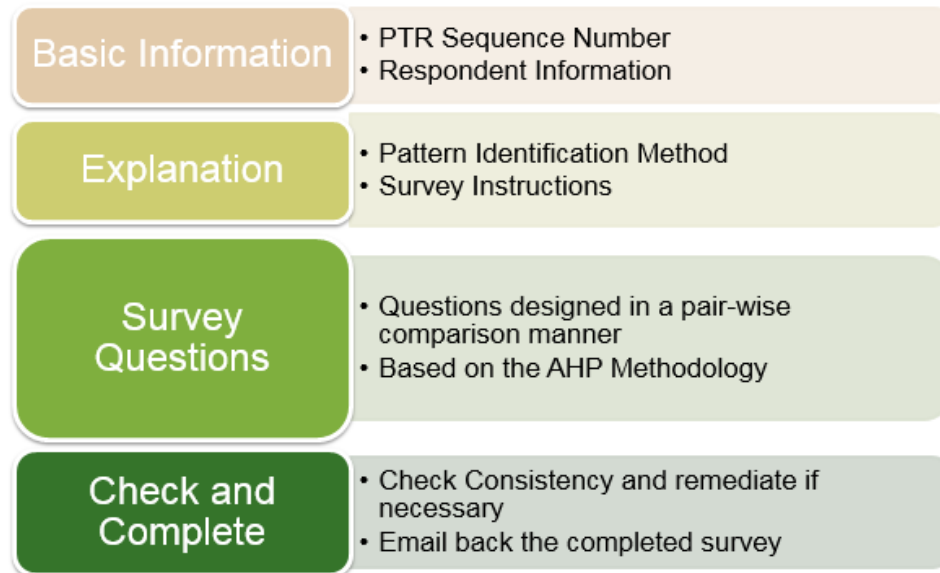 Basic Information
• PTR Sequence Number
• Respondent Information
Explanation
• Pattern Identification Method
• Survey Instructions
Survey
Questions
• Questions designed in a pair-wise
comparison manner
• Based on the AHP Methodology
Check and
Complete
• Check Consistency and remediate if
necessary
• Email back the completed survey